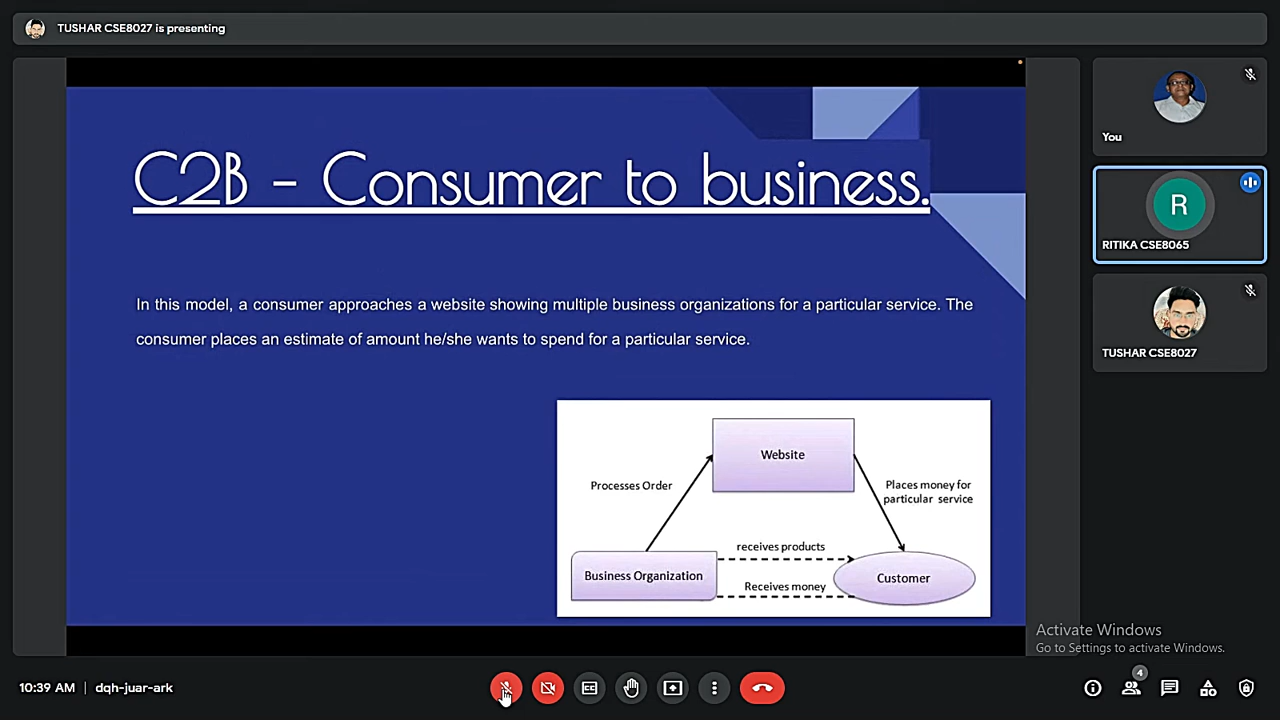 TUSHAR CSE8027 is presenting
C2B – Consumer to business.
In this model, a consumer approaches a website showing multiple business organizations for a particular service. The
consumer places an estimate of amount he/she wants to spend for a particular service.
Website
Processes Order
Places money for
particular service
receives products
Business Organization
Customer
Receives money
You
R
RITIKA CSE8065
TUSHAR CSE8027
Activate Windows
Go to Settings to activate Windows.
10:39 AM | dqh-juar-ark
CC
4